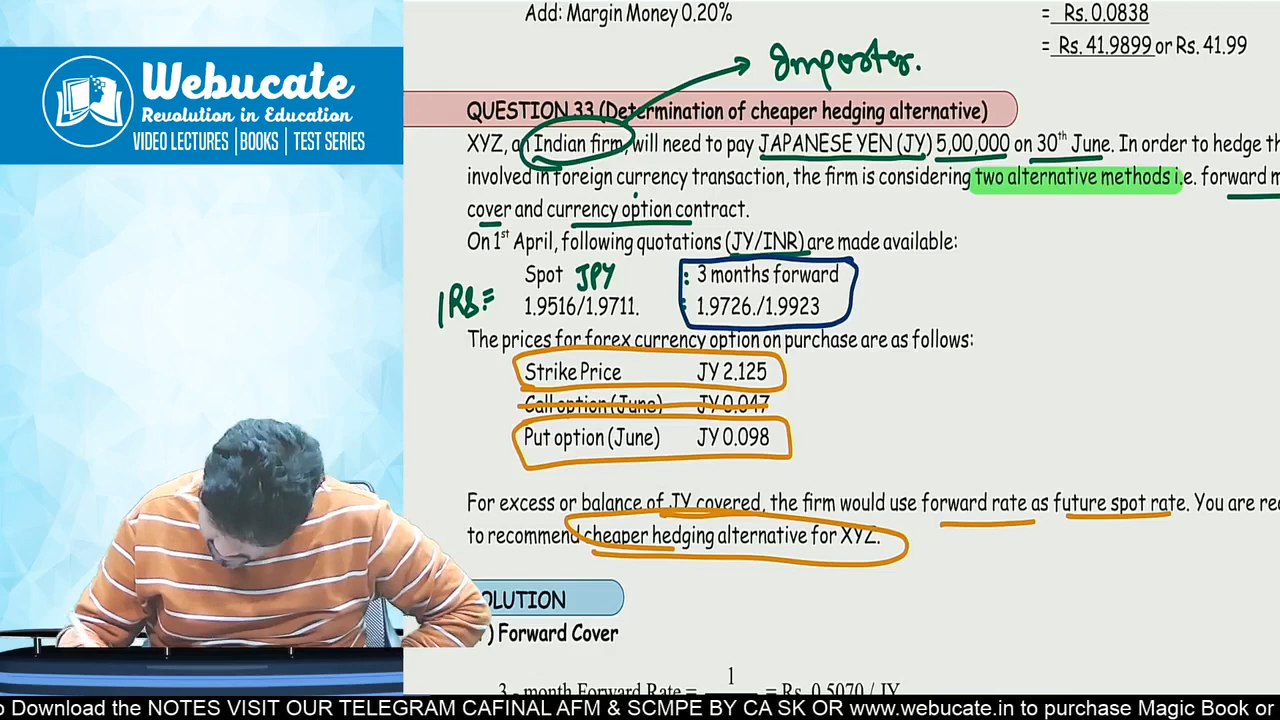 Add: Margin Money 0.20% = Rs. 0.0838
= Rs. 41.9899 or Rs. 41.99
Importer.
Webucate
Revolution in Education
VIDEO LECTURES |BOOKS | TEST SERIES
QUESTION 33 (Determination of cheaper hedging alternative)
XYZ, an Indian firm, will need to pay JAPANESE YEN (JY) 5,00,000 on 30th June. In order to hedge th
involved in foreign currency transaction, the firm is considering two alternative methods i.e. forward m
cover and currency option contract.
On 1st April, following quotations (JY/INR) are made available:
Spot JPY : 3 months forward
1 Rs = 1.9516/1.9711. : 1.9726./1.9923
The prices for forex currency option on purchase are as follows:
Strike Price JY 2.125
Call option (June) JY 0.047
Put option (June) JY 0.098
For excess or balance of JY covered, the firm would use forward rate as future spot rate. You are re
to recommend cheaper hedging alternative for XYZ.
OLUTION
) Forward Cover
3 - month Forward Rate = 1 = Rs. 0.5070 / JY
o Download the NOTES VISIT OUR TELEGRAM CAFINAL AFM & SCMPE BY CA SK OR www.webucate.in to purchase Magic Book or